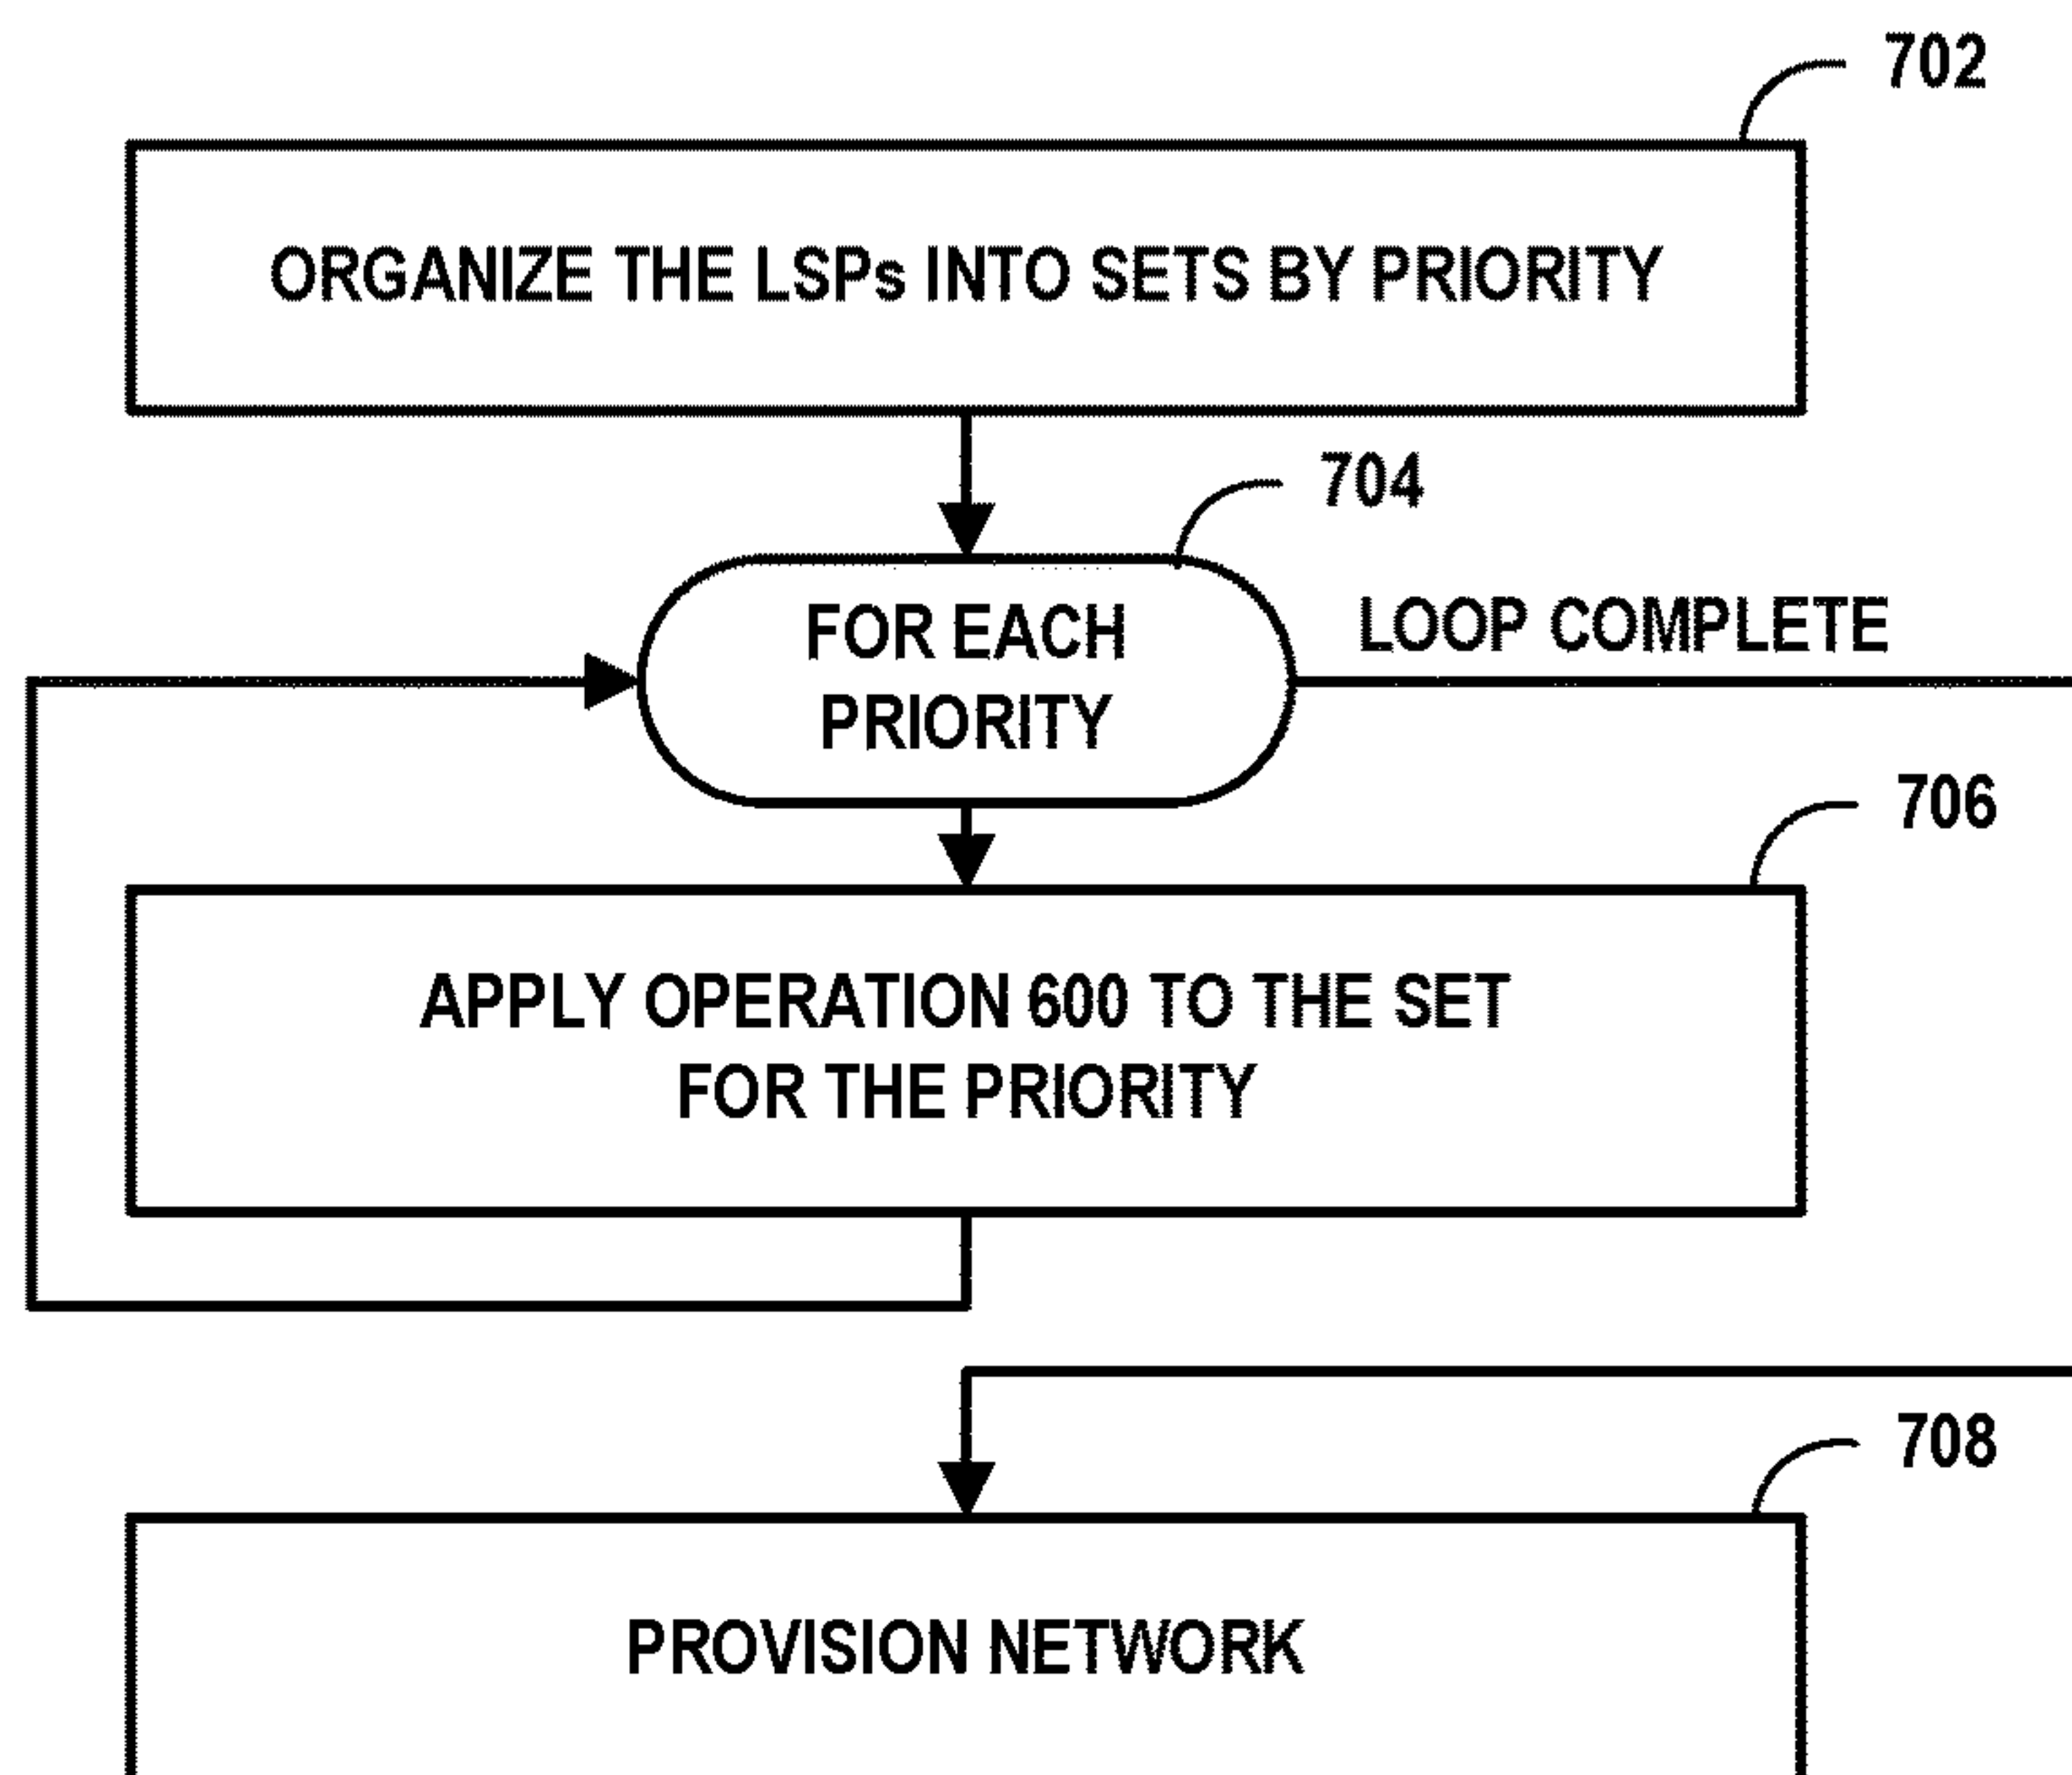 702
ORGANIZE THE LSPs INTO SETS BY PRIORITY
704
FOR EACH
PRIORITY
LOOP COMPLETE
706
APPLY OPERATION 600 TO THE SET
FOR THE PRIORITY
708
PROVISION NETWORK